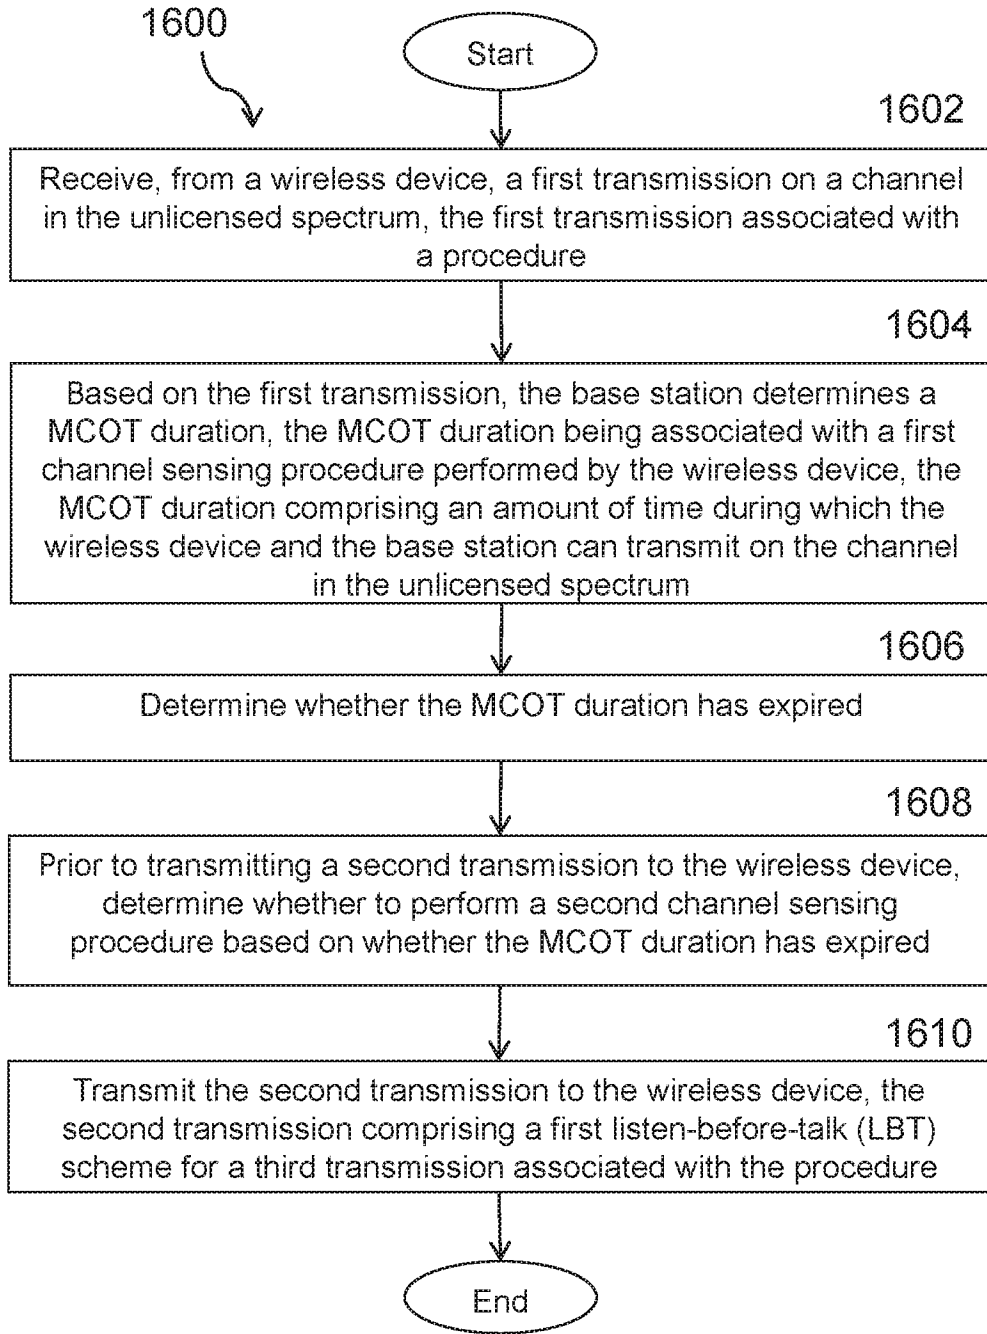 1600
Start
1602
Receive, from a wireless device, a first transmission on a channel
in the unlicensed spectrum, the first transmission associated with
a procedure
1604
Based on the first transmission, the base station determines a
MCOT duration, the MCOT duration being associated with a first
channel sensing procedure performed by the wireless device, the
MCOT duration comprising an amount of time during which the
wireless device and the base station can transmit on the channel
in the unlicensed spectrum
1606
Determine whether the MCOT duration has expired
1608
Prior to transmitting a second transmission to the wireless device,
determine whether to perform a second channel sensing
procedure based on whether the MCOT duration has expired
1610
Transmit the second transmission to the wireless device, the
second transmission comprising a first listen-before-talk (LBT)
scheme for a third transmission associated with the procedure
End